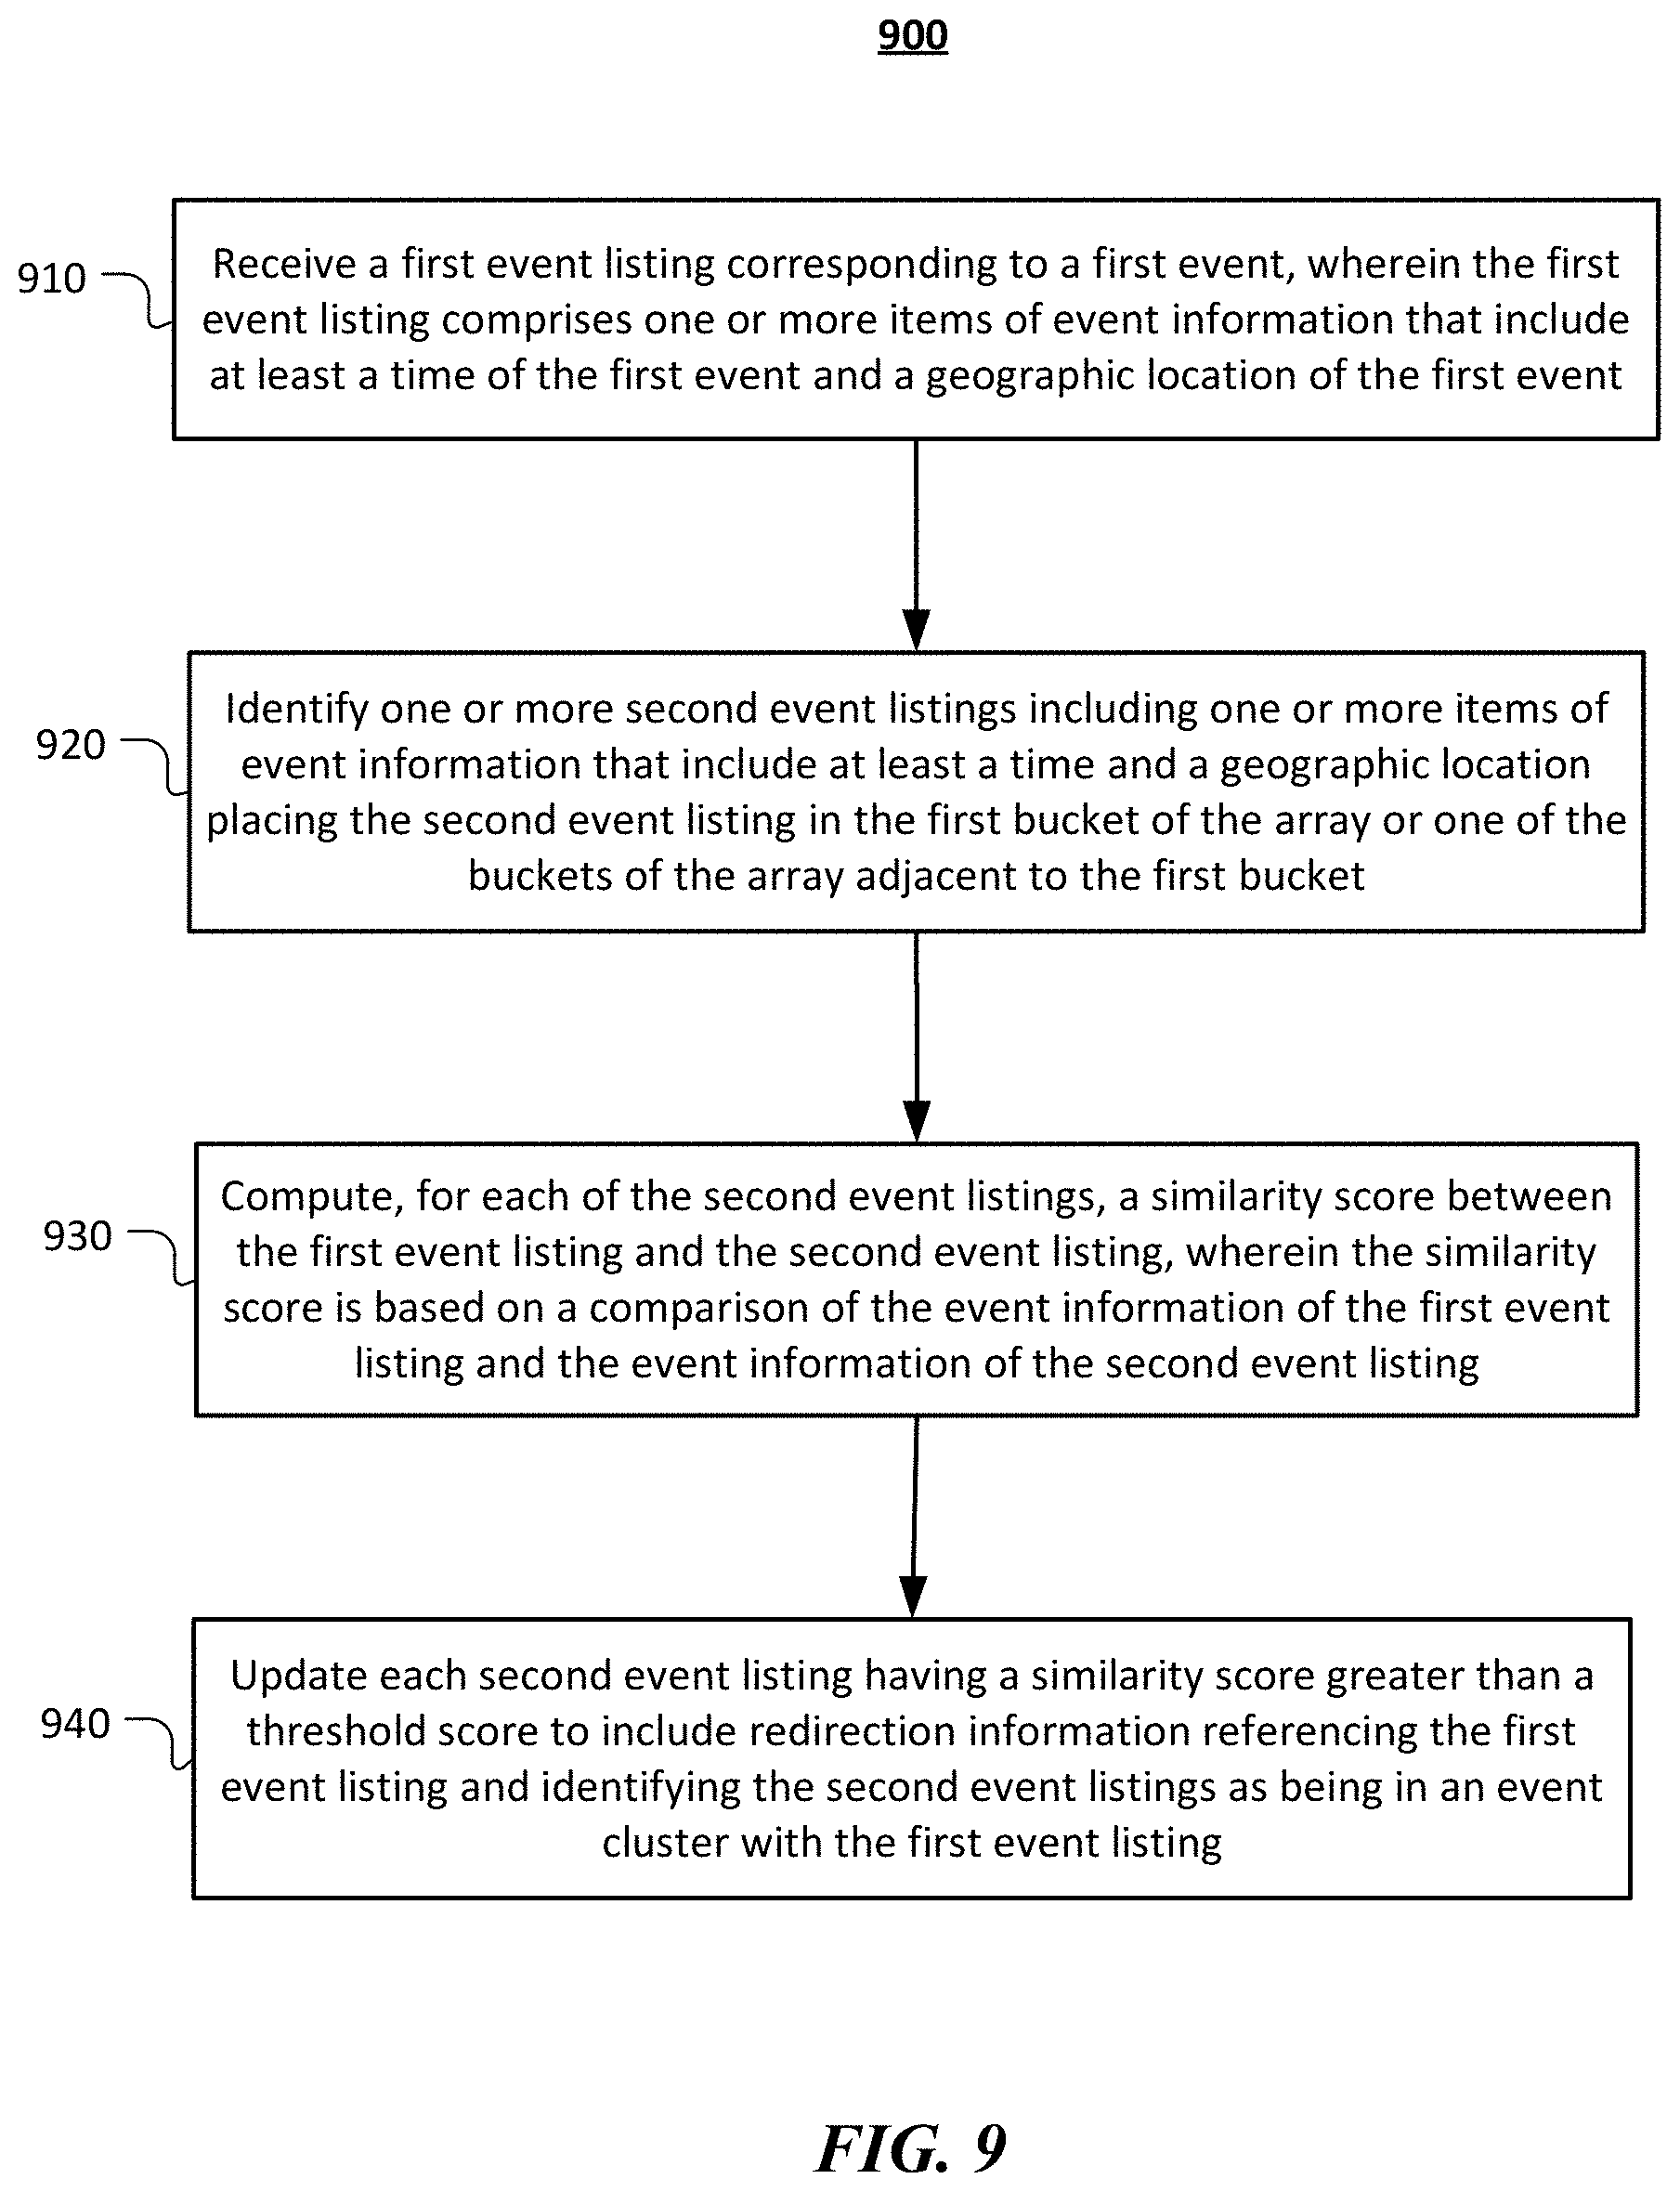 900
910
Receive a first event listing corresponding to a first event, wherein the first
event listing comprises one or more items of event information that include
at least a time of the first event and a geographic location of the first event
920
Identify one or more second event listings including one or more items of
event information that include at least a time and a geographic location
placing the second event listing in the first bucket of the array or one of the
buckets of the array adjacent to the first bucket
930
Compute, for each of the second event listings, a similarity score between
the first event listing and the second event listing, wherein the similarity
score is based on a comparison of the event information of the first event
listing and the event information of the second event listing
940
Update each second event listing having a similarity score greater than a
threshold score to include redirection information referencing the first
event listing and identifying the second event listings as being in an event
cluster with the first event listing
FIG. 9